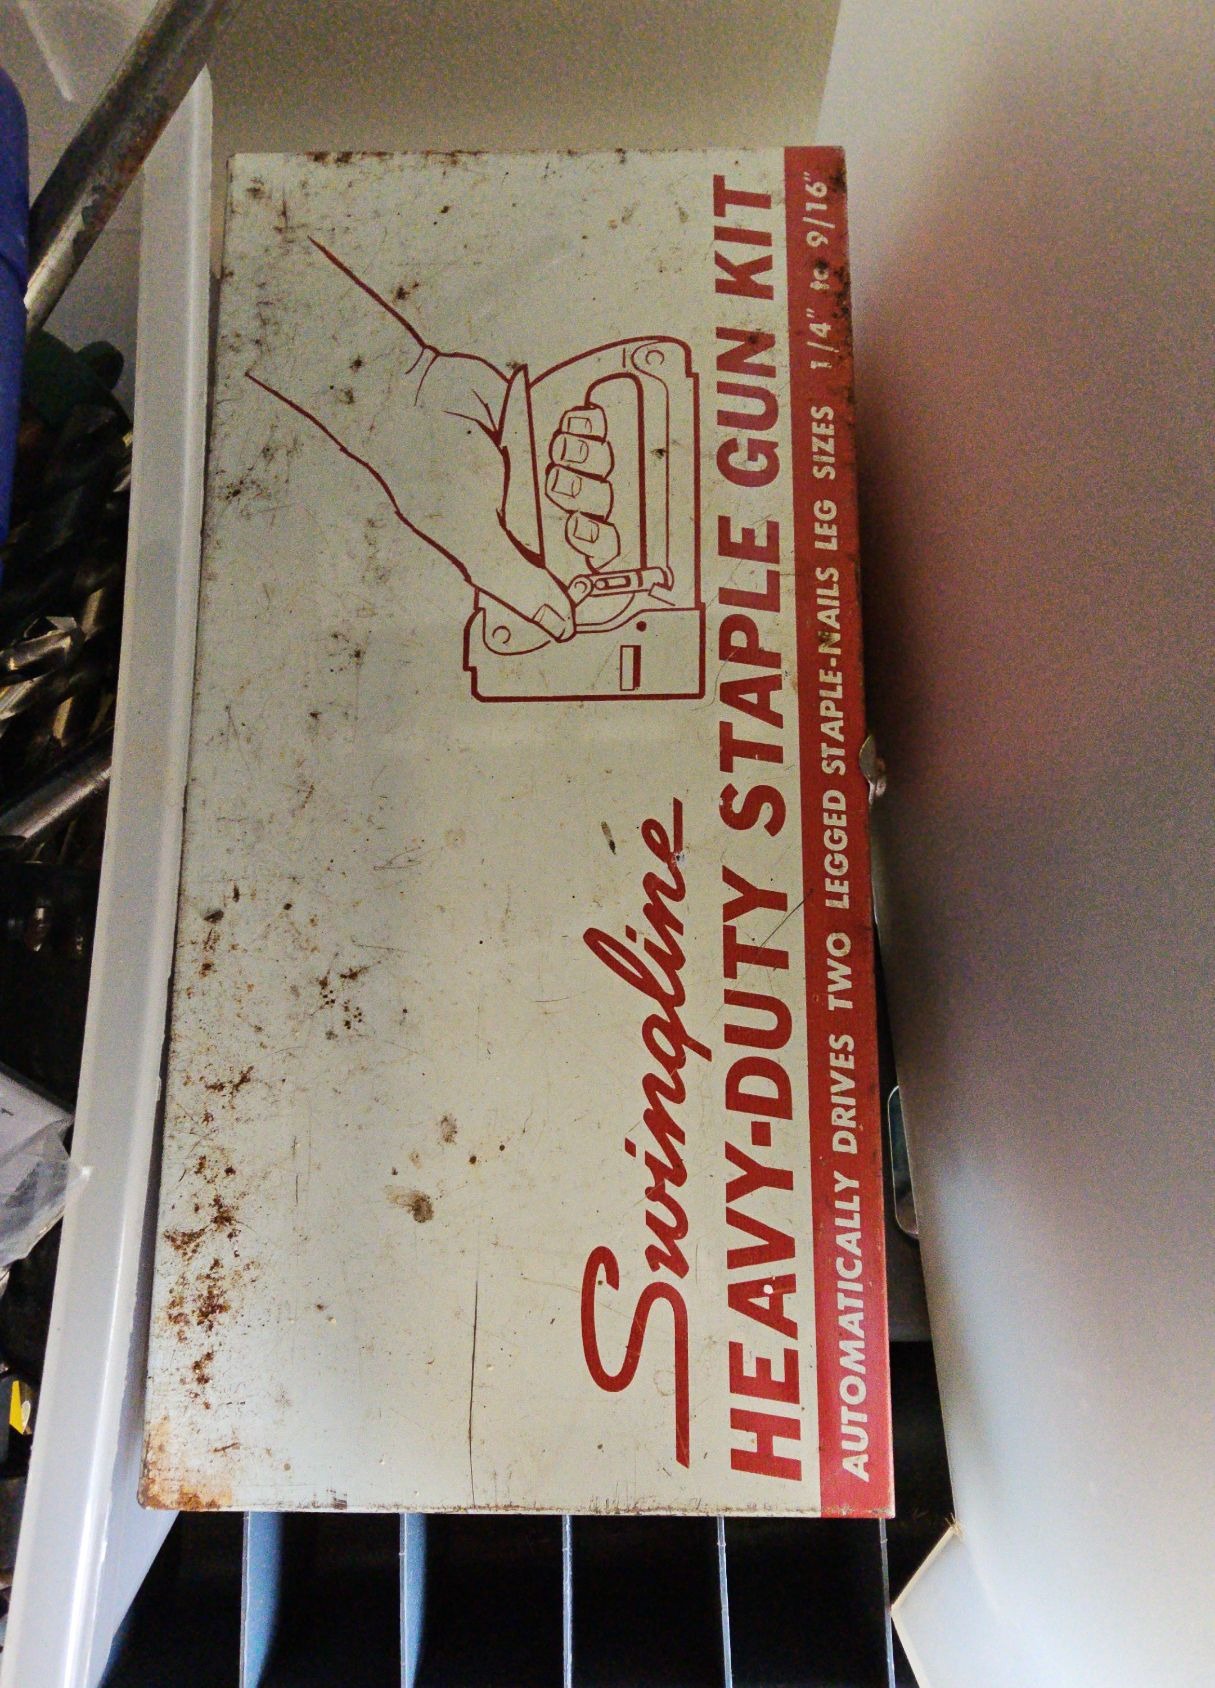 Swingline
HEAVY-DUTY STAPLE GUN KIT
AUTOMATICALLY DRIVES TWO LEGGED STAPLE-NAILS LEG SIZES 1/4" to 9/16"